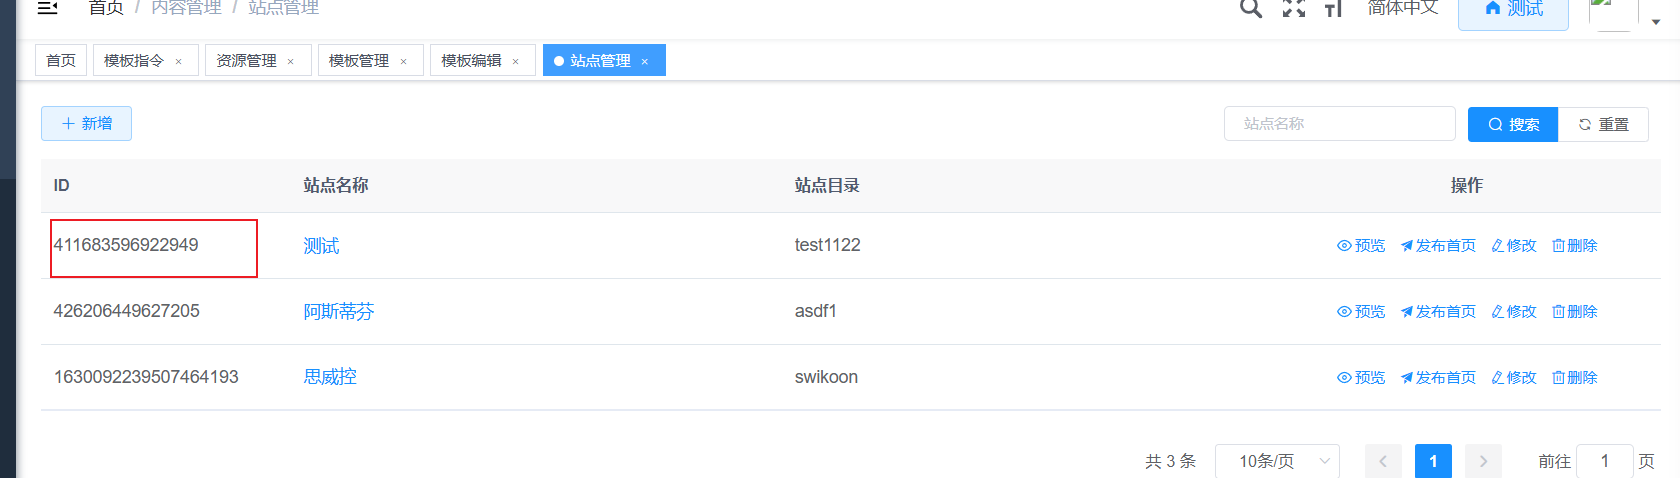 首页 / 内容管理 / 站点管理 简体中文 测试
首页 模板指令 × 资源管理 × 模板管理 × 模板编辑 × 站点管理 ×
+ 新增 站点名称 搜索 重置
ID 站点名称 站点目录 操作
411683596922949 测试 test1122 预览 发布首页 修改 删除
426206449627205 阿斯蒂芬 asdf1 预览 发布首页 修改 删除
1630092239507464193 思威控 swikoon 预览 发布首页 修改 删除
共 3 条 10条/页 1 前往 1 页